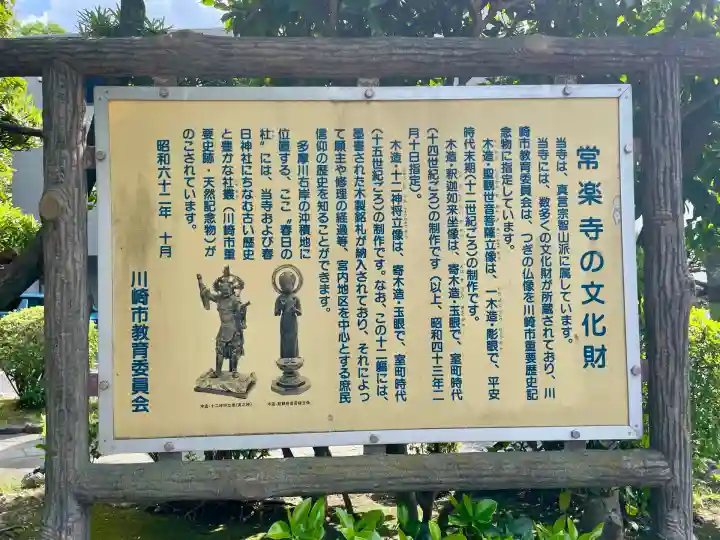 常楽寺の文化財
当寺は、真言宗智山派に属しています。
当寺には、数多くの文化財が所蔵されており、川
崎市教育委員会は、つぎの仏像を川崎市重要歴史記
念物に指定しています。
木造・聖観世音菩薩立像は、一木造・彫眼で、平安
時代末期(十二世紀ごろ)の制作です。
木造・釈迦如来坐像は、寄木造・玉眼で、室町時代
(十四世紀ごろ)の制作です(以上、昭和四十三年二
月十日指定)。
木造・十二神将立像は、寄木造・玉眼で、室町時代
(十五世紀ごろ)の制作です。なお、この十二軀には、
墨書された木製銘札が納入されており、それによっ
て願主や修理の経過等、宮内地区を中心とする庶民
信仰の歴史を知ることができます。
多摩川右岸の沖積地に
位置する、ここ〝春日の
杜〟には、当寺および春
日神社にちなむ古い歴史
と豊かな社叢(川崎市重
要史跡・天然記念物)が
のこされています。
昭和六十二年 十月
川崎市教育委員会
木造・聖観世音菩薩立像